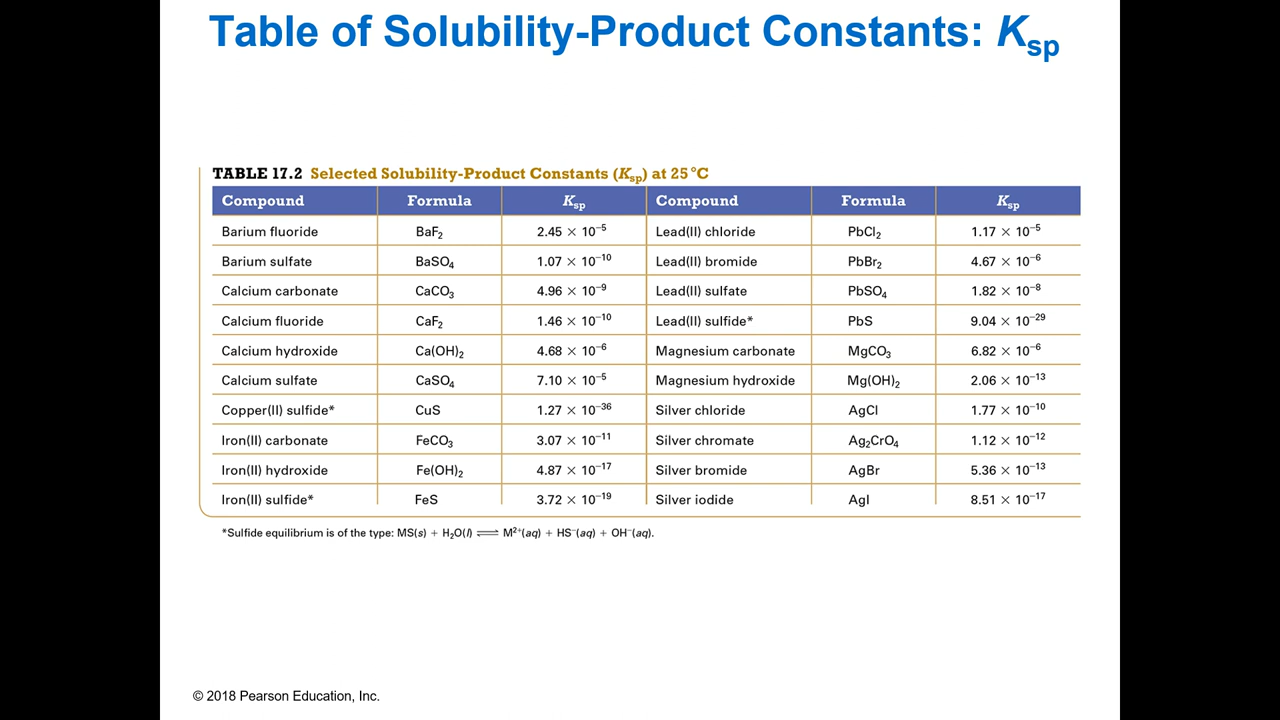 Table of Solubility-Product Constants: Ksp
TABLE 17.2 Selected Solubility-Product Constants (Ksp) at 25 °C
Compound Formula Ksp Compound Formula Ksp
Barium fluoride BaF₂ 2.45 × 10⁻⁵ Lead(II) chloride PbCl₂ 1.17 × 10⁻⁵
Barium sulfate BaSO₄ 1.07 × 10⁻¹⁰ Lead(II) bromide PbBr₂ 4.67 × 10⁻⁶
Calcium carbonate CaCO₃ 4.96 × 10⁻⁹ Lead(II) sulfate PbSO₄ 1.82 × 10⁻⁸
Calcium fluoride CaF₂ 1.46 × 10⁻¹⁰ Lead(II) sulfide* PbS 9.04 × 10⁻²⁹
Calcium hydroxide Ca(OH)₂ 4.68 × 10⁻⁶ Magnesium carbonate MgCO₃ 6.82 × 10⁻⁶
Calcium sulfate CaSO₄ 7.10 × 10⁻⁵ Magnesium hydroxide Mg(OH)₂ 2.06 × 10⁻¹³
Copper(II) sulfide* CuS 1.27 × 10⁻³⁶ Silver chloride AgCl 1.77 × 10⁻¹⁰
Iron(II) carbonate FeCO₃ 3.07 × 10⁻¹¹ Silver chromate Ag₂CrO₄ 1.12 × 10⁻¹²
Iron(II) hydroxide Fe(OH)₂ 4.87 × 10⁻¹⁷ Silver bromide AgBr 5.36 × 10⁻¹³
Iron(II) sulfide* FeS 3.72 × 10⁻¹⁹ Silver iodide AgI 8.51 × 10⁻¹⁷
*Sulfide equilibrium is of the type: MS(s) + H₂O(l) ⇌ M²⁺(aq) + HS⁻(aq) + OH⁻(aq).
© 2018 Pearson Education, Inc.